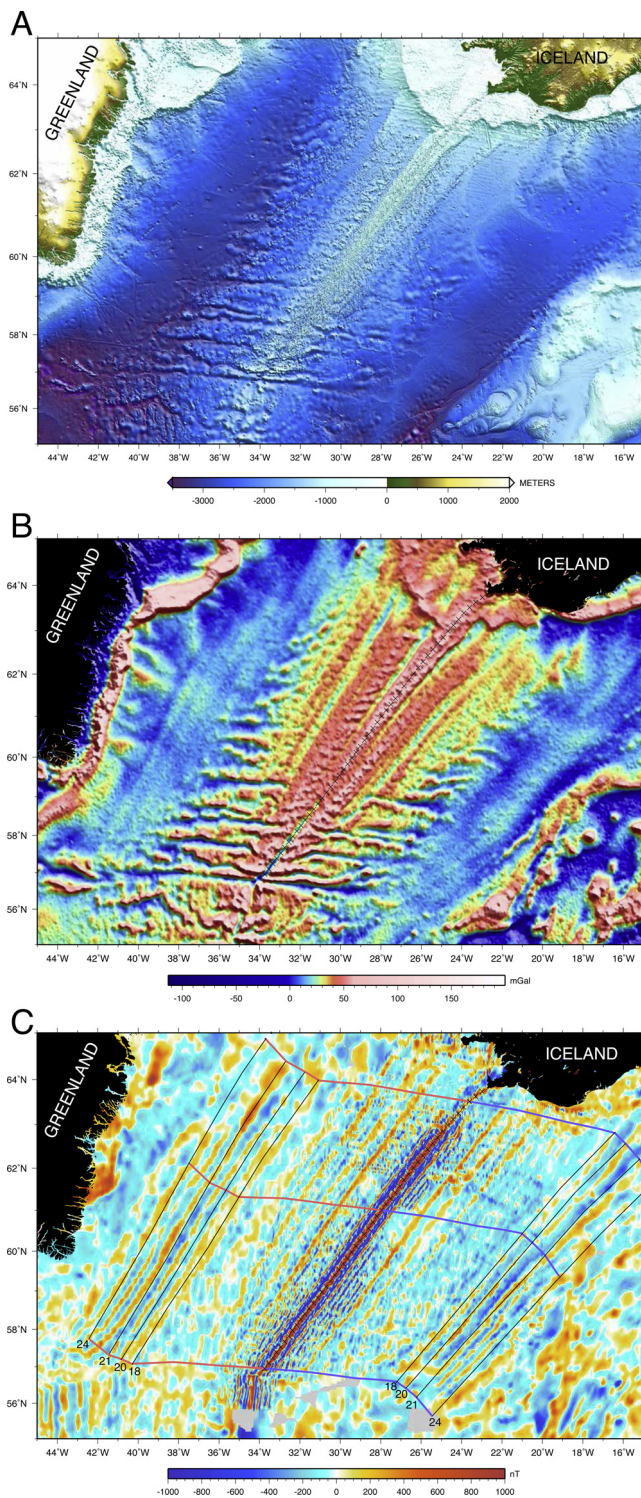 A
GREENLAND
ICELAND
64˚N
62˚N
60˚N
58˚N
56˚N
44˚W 42˚W 40˚W 38˚W 36˚W 34˚W 32˚W 30˚W 28˚W 26˚W 24˚W 22˚W 20˚W 18˚W 16˚W
METERS
-3000 -2000 -1000 0 1000 2000
B
GREENLAND
ICELAND
64˚N
62˚N
60˚N
58˚N
56˚N
44˚W 42˚W 40˚W 38˚W 36˚W 34˚W 32˚W 30˚W 28˚W 26˚W 24˚W 22˚W 20˚W 18˚W 16˚W
mGal
-100 -50 0 50 100 150
C
GREENLAND
ICELAND
64˚N
62˚N
60˚N
58˚N
24
21
20
18
18
20
21
24
56˚N
44˚W 42˚W 40˚W 38˚W 36˚W 34˚W 32˚W 30˚W 28˚W 26˚W 24˚W 22˚W 20˚W 18˚W 16˚W
nT
-1000 -800 -600 -400 -200 0 200 400 600 800 1000